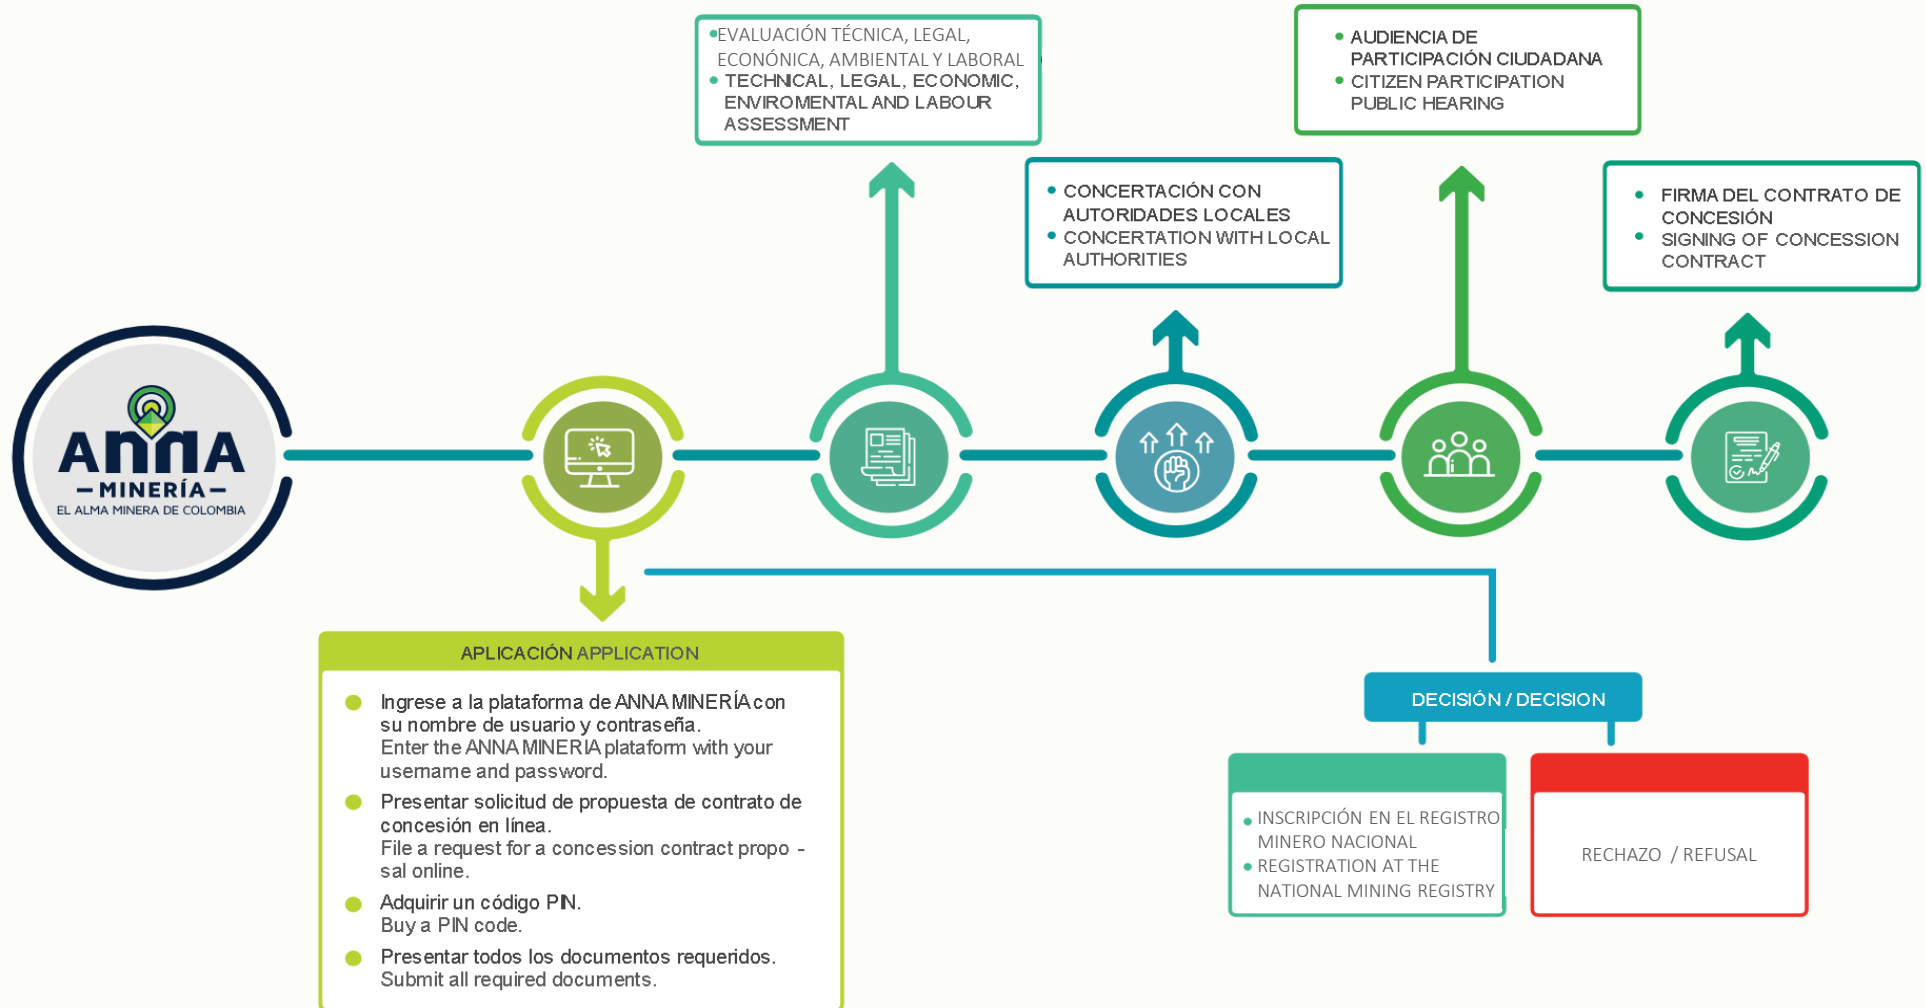 EVALUACIÓN TÉCNICA, LEGAL,
ECONÓNICA, AMBIENTAL Y LABORAL
TECHNICAL, LEGAL, ECONOMIC,
ENVIROMENTAL AND LABOUR
ASSESSMENT
AUDIENCIA DE
PARTICIPACIÓN CIUDADANA
CITIZEN PARTICIPATION
PUBLIC HEARING
CONCERTACIÓN CON
AUTORIDADES LOCALES
CONCERTATION WITH LOCAL
AUTHORITIES
FIRMA DEL CONTRATO DE
CONCESIÓN
SIGNING OF CONCESSION
CONTRACT
ANNA
MINERÍA
EL ALMA MINERA DE COLOMBIA
APLICACIÓN APPLICATION
Ingrese a la plataforma de ANNA MINERÍA con
su nombre de usuario y contraseña.
Enter the ANNA MINERIA plataform with your
username and password.
Presentar solicitud de propuesta de contrato de
concesión en línea.
File a request for a concession contract propo -
sal online.
Adquirir un código PIN.
Buy a PIN code.
Presentar todos los documentos requeridos.
Submit all required documents.
DECISIÓN / DECISION
INSCRIPCIÓN EN EL REGISTRO
MINERO NACIONAL
REGISTRATION AT THE
NATIONAL MINING REGISTRY
RECHAZO / REFUSAL